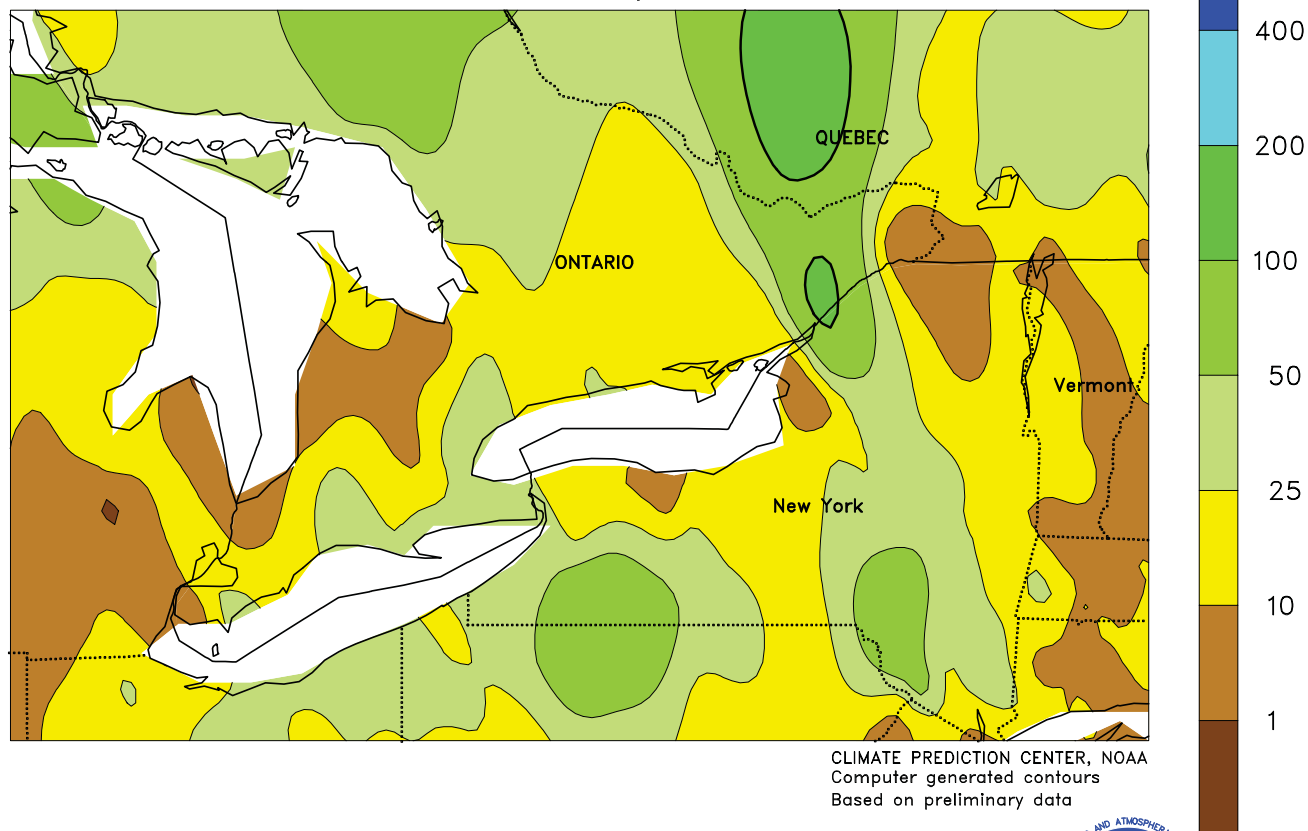 400
QUEBEC
200
ONTARIO
100
50
Vermont
25
New York
10
1
CLIMATE PREDICTION CENTER, NOAA
Computer generated contours
Based on preliminary data
AND